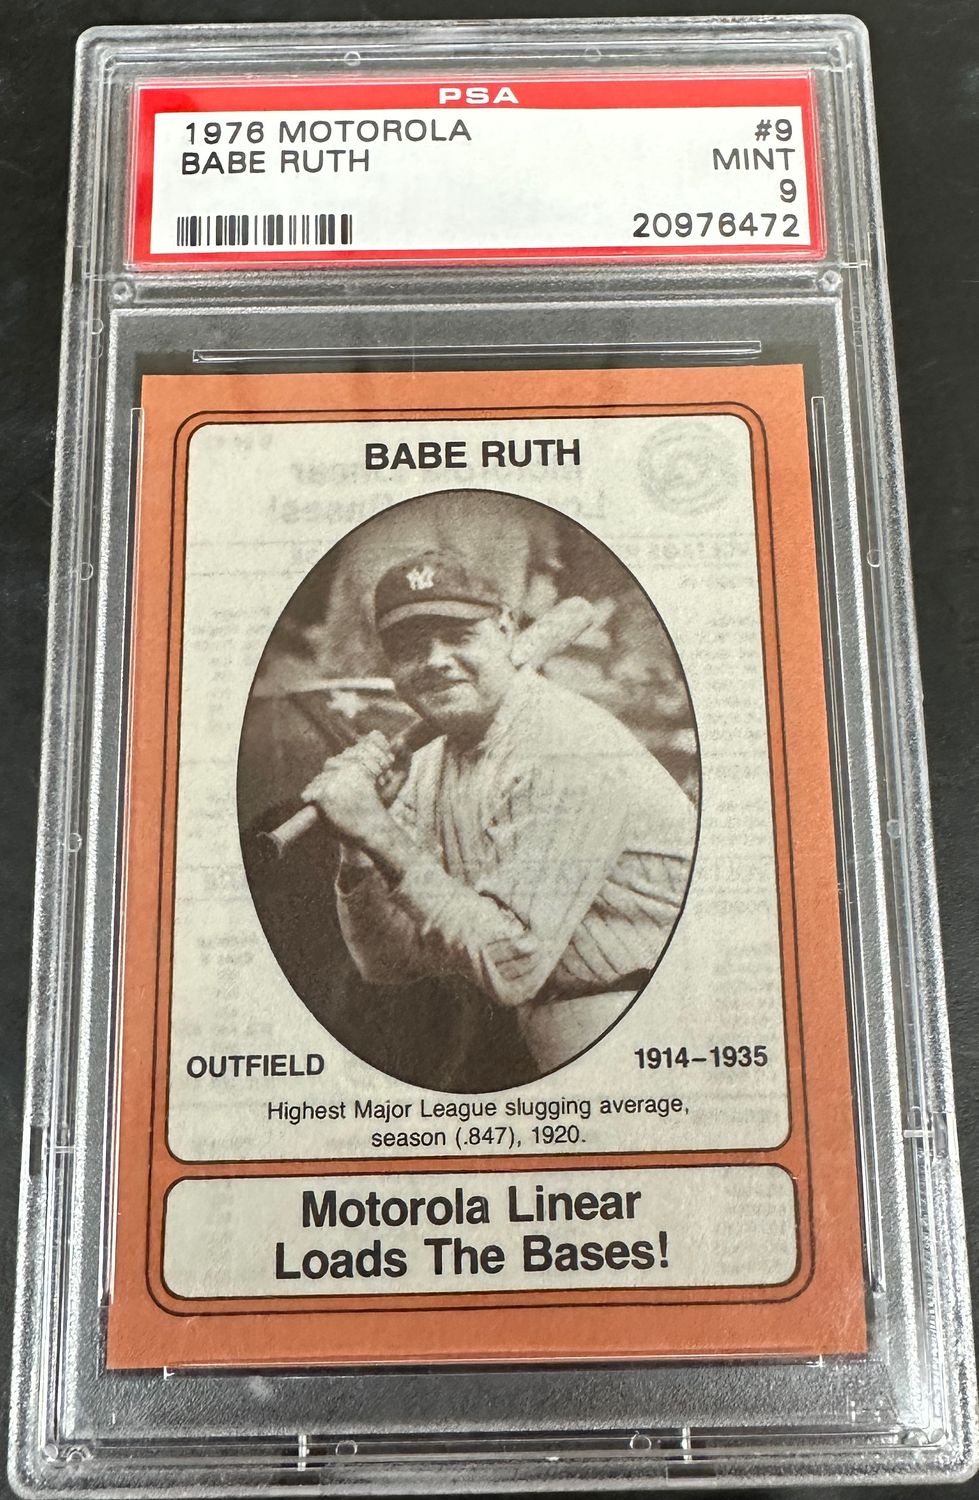 PSA
1976 MOTOROLA #9
BABE RUTH MINT
9
20976472
BABE RUTH
NY
OUTFIELD 1914-1935
Highest Major League slugging average,
season (.847), 1920.
Motorola Linear
Loads The Bases!